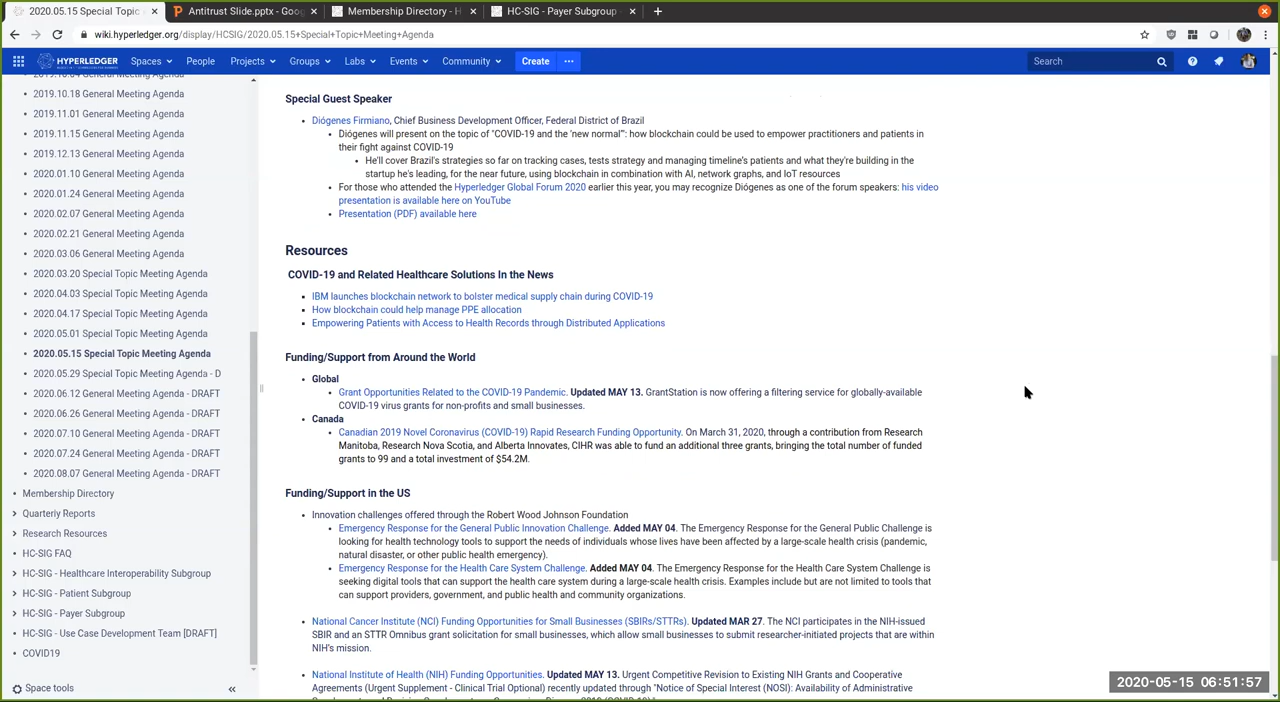 2020.05.15 Special Topic
Antitrust Slide.pptx - Goog
Membership Directory - H
HC-SIG - Payer Subgroup
wiki.hyperledger.org/display/HCSIG/2020.05.15+Special+Topic+Meeting+Agenda
HYPERLEDGER Spaces People Projects Groups Labs Events Community Create ••• Search
2019.10.18 General Meeting Agenda
2019.11.01 General Meeting Agenda
2019.11.15 General Meeting Agenda
2019.12.13 General Meeting Agenda
2020.01.10 General Meeting Agenda
2020.01.24 General Meeting Agenda
2020.02.07 General Meeting Agenda
2020.02.21 General Meeting Agenda
2020.03.06 General Meeting Agenda
2020.03.20 Special Topic Meeting Agenda
2020.04.03 Special Topic Meeting Agenda
2020.04.17 Special Topic Meeting Agenda
2020.05.01 Special Topic Meeting Agenda
2020.05.15 Special Topic Meeting Agenda
2020.05.29 Special Topic Meeting Agenda - D
2020.06.12 General Meeting Agenda - DRAFT
2020.06.26 General Meeting Agenda - DRAFT
2020.07.10 General Meeting Agenda - DRAFT
2020.07.24 General Meeting Agenda - DRAFT
2020.08.07 General Meeting Agenda - DRAFT
Membership Directory
Quarterly Reports
Research Resources
HC-SIG FAQ
HC-SIG - Healthcare Interoperability Subgroup
HC-SIG - Patient Subgroup
HC-SIG - Payer Subgroup
HC-SIG - Use Case Development Team [DRAFT]
COVID19
Space tools
Special Guest Speaker
Diógenes Firmiano, Chief Business Development Officer, Federal District of Brazil
Diógenes will present on the topic of "COVID-19 and the 'new normal'": how blockchain could be used to empower practitioners and patients in
their fight against COVID-19
He'll cover Brazil's strategies so far on tracking cases, tests strategy and managing timeline's patients and what they're building in the
startup he's leading, for the near future, using blockchain in combination with AI, network graphs, and IoT resources
For those who attended the Hyperledger Global Forum 2020 earlier this year, you may recognize Diógenes as one of the forum speakers: his video
presentation is available here on YouTube
Presentation (PDF) available here
Resources
COVID-19 and Related Healthcare Solutions In the News
IBM launches blockchain network to bolster medical supply chain during COVID-19
How blockchain could help manage PPE allocation
Empowering Patients with Access to Health Records through Distributed Applications
Funding/Support from Around the World
Global
Grant Opportunities Related to the COVID-19 Pandemic. Updated MAY 13. GrantStation is now offering a filtering service for globally-available
COVID-19 virus grants for non-profits and small businesses.
Canada
Canadian 2019 Novel Coronavirus (COVID-19) Rapid Research Funding Opportunity. On March 31, 2020, through a contribution from Research
Manitoba, Research Nova Scotia, and Alberta Innovates, CIHR was able to fund an additional three grants, bringing the total number of funded
grants to 99 and a total investment of $54.2M.
Funding/Support in the US
Innovation challenges offered through the Robert Wood Johnson Foundation
Emergency Response for the General Public Innovation Challenge. Added MAY 04. The Emergency Response for the General Public Challenge is
looking for health technology tools to support the needs of individuals whose lives have been affected by a large-scale health crisis (pandemic,
natural disaster, or other public health emergency).
Emergency Response for the Health Care System Challenge. Added MAY 04. The Emergency Response for the Health Care System Challenge is
seeking digital tools that can support the health care system during a large-scale health crisis. Examples include but are not limited to tools that
can support providers, government, and public health and community organizations.
National Cancer Institute (NCI) Funding Opportunities for Small Businesses (SBIRs/STTRs). Updated MAR 27. The NCI participates in the NIH-issued
SBIR and an STTR Omnibus grant solicitation for small businesses, which allow small businesses to submit researcher-initiated projects that are within
NIH's mission.
National Institute of Health (NIH) Funding Opportunities. Updated MAY 13. Urgent Competitive Revision to Existing NIH Grants and Cooperative
Agreements (Urgent Supplement - Clinical Trial Optional) recently updated through "Notice of Special Interest (NOSI): Availability of Administrative
2020-05-15 06:51:57